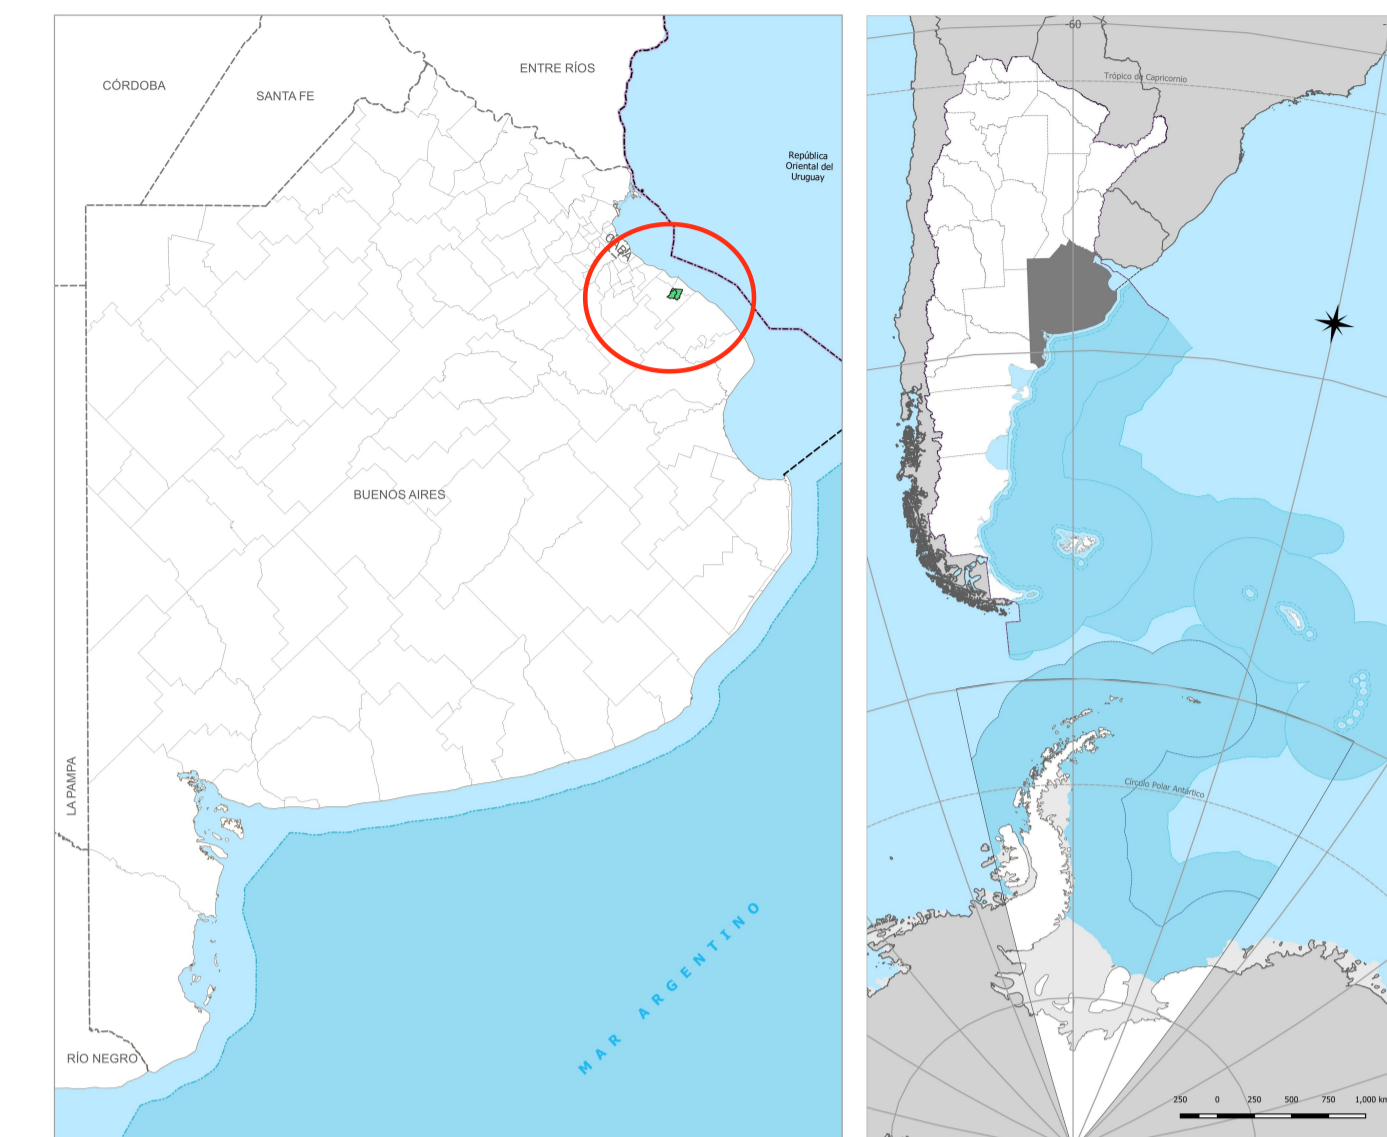 CÓRDOBA
SANTA FE
ENTRE RÍOS
República
Oriental del
Uruguay
CABA
BUENOS AIRES
LA PAMPA
RÍO NEGRO
MAR ARGENTINO
-60
Trópico de Capricornio
Círculo Polar Antártico
250 0 250 500 750 1,000 km